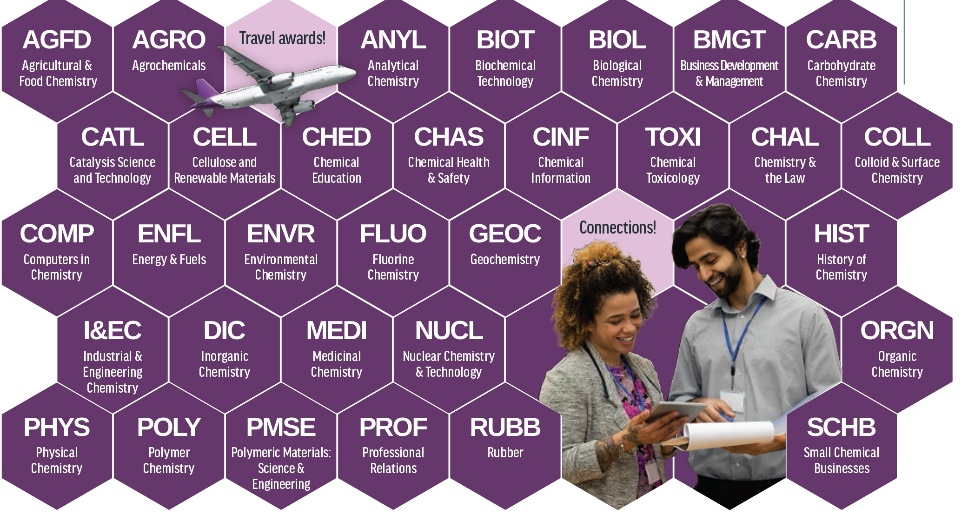 AGFD
Agricultural &
Food Chemistry
AGRO
Agrochemicals
Travel awards!
ANYL
Analytical
Chemistry
BIOT
Biochemical
Technology
BIOL
Biological
Chemistry
BMGT
Business Development
& Management
CARB
Carbohydrate
Chemistry
CATL
Catalysis Science
and Technology
CELL
Cellulose and
Renewable Materials
CHED
Chemical
Education
CHAS
Chemical Health
& Safety
CINF
Chemical
Information
TOXI
Chemical
Toxicology
CHAL
Chemistry &
the Law
COLL
Colloid & Surface
Chemistry
COMP
Computers in
Chemistry
ENFL
Energy & Fuels
ENVR
Environmental
Chemistry
FLUO
Fluorine
Chemistry
GEOC
Geochemistry
Connections!
HIST
History of
Chemistry
I&EC
Industrial &
Engineering
Chemistry
DIC
Inorganic
Chemistry
MEDI
Medicinal
Chemistry
NUCL
Nuclear Chemistry
& Technology
ORGN
Organic
Chemistry
PHYS
Physical
Chemistry
POLY
Polymer
Chemistry
PMSE
Polymeric Materials:
Science &
Engineering
PROF
Professional
Relations
RUBB
Rubber
SCHB
Small Chemical
Businesses